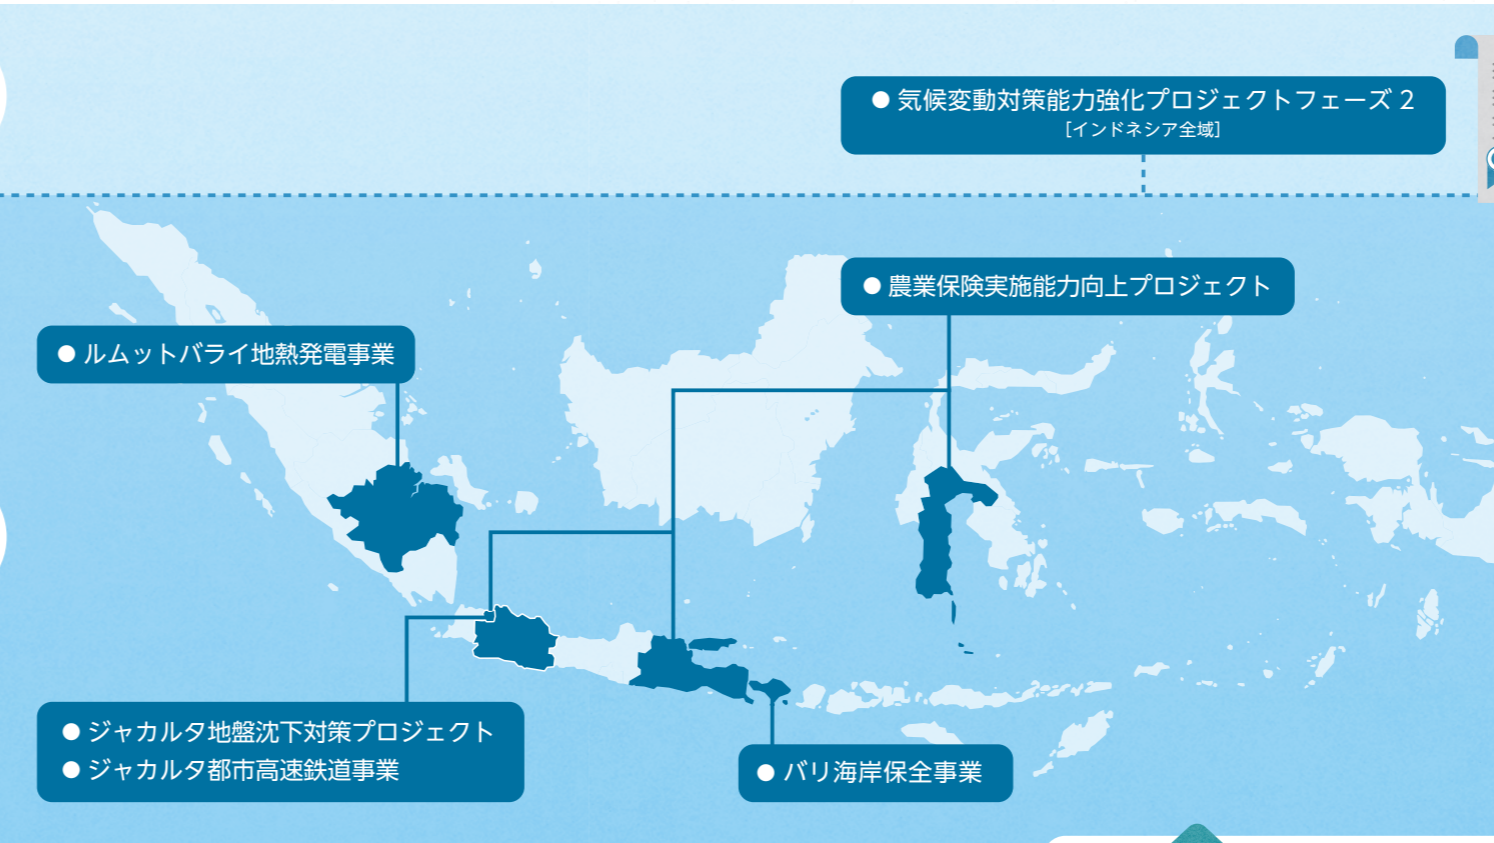 ● 気候変動対策能力強化プロジェクトフェーズ 2
［インドネシア全域］
● 農業保険実施能力向上プロジェクト
● ルムットバライ地熱発電事業
● ジャカルタ地盤沈下対策プロジェクト
● ジャカルタ都市高速鉄道事業
● バリ海岸保全事業